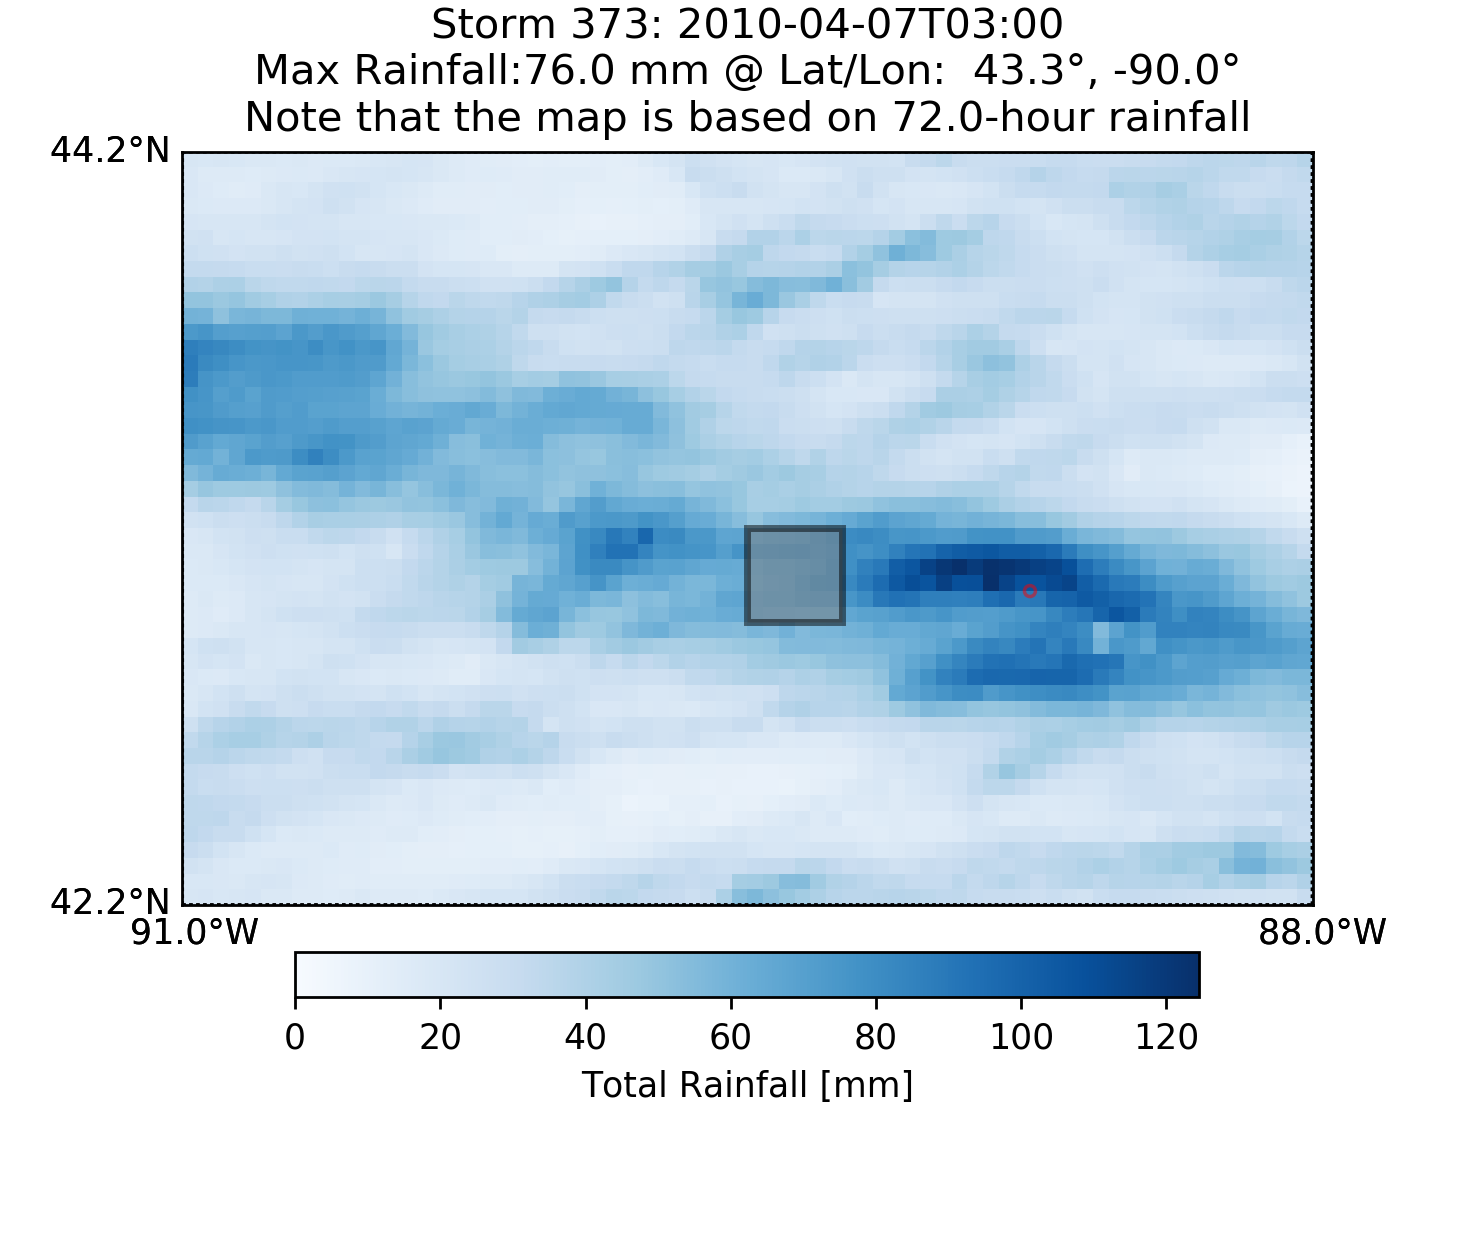 Storm 373: 2010-04-07T03:00
Max Rainfall:76.0 mm @ Lat/Lon:  43.3°, -90.0°
Note that the map is based on 72.0-hour rainfall
44.2°N
42.2°N
91.0°W 88.0°W
0 20 40 60 80 100 120
Total Rainfall [mm]